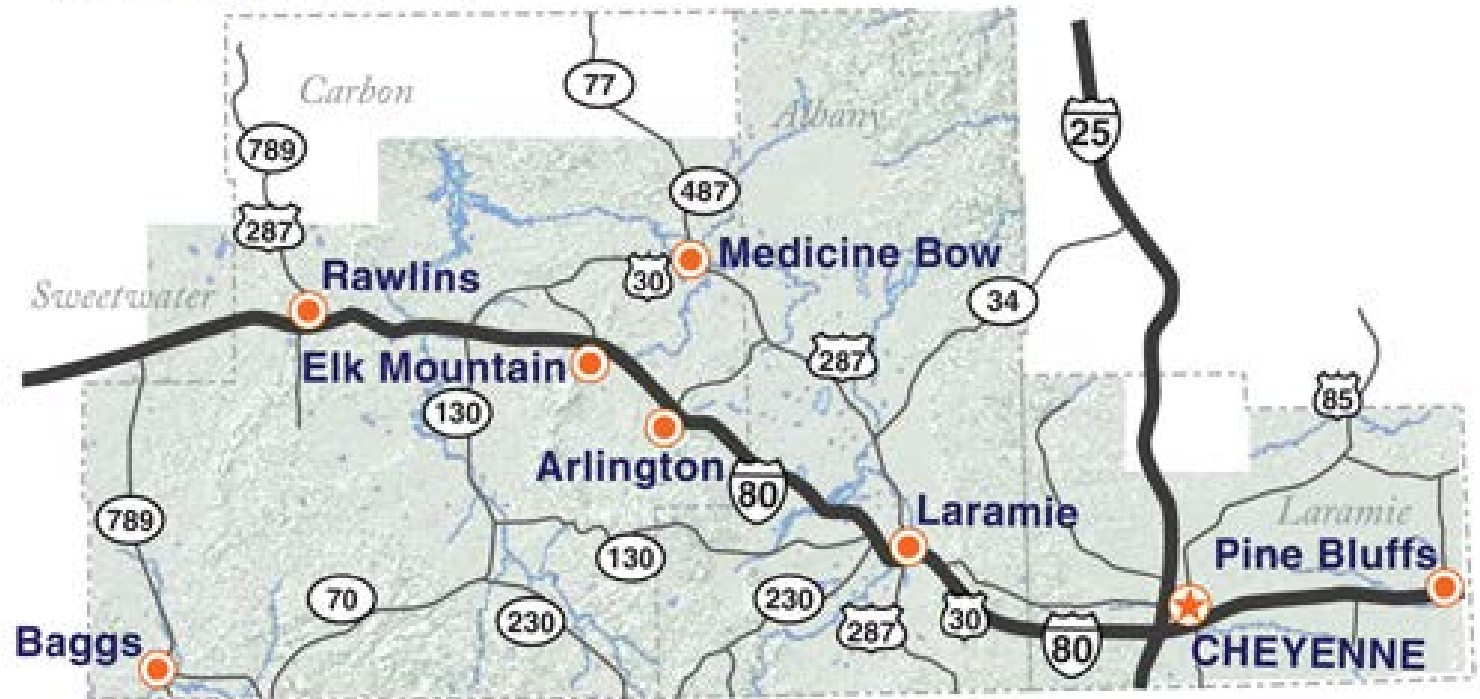 Carbon
77
Albany
25
789
487
287
Medicine Bow
Rawlins
30
Sweetwater
34
Elk Mountain
287
130
85
Arlington
80
789
Laramie
Laramie
130
Pine Bluffs
70
230
230
287
30
80
Baggs
CHEYENNE